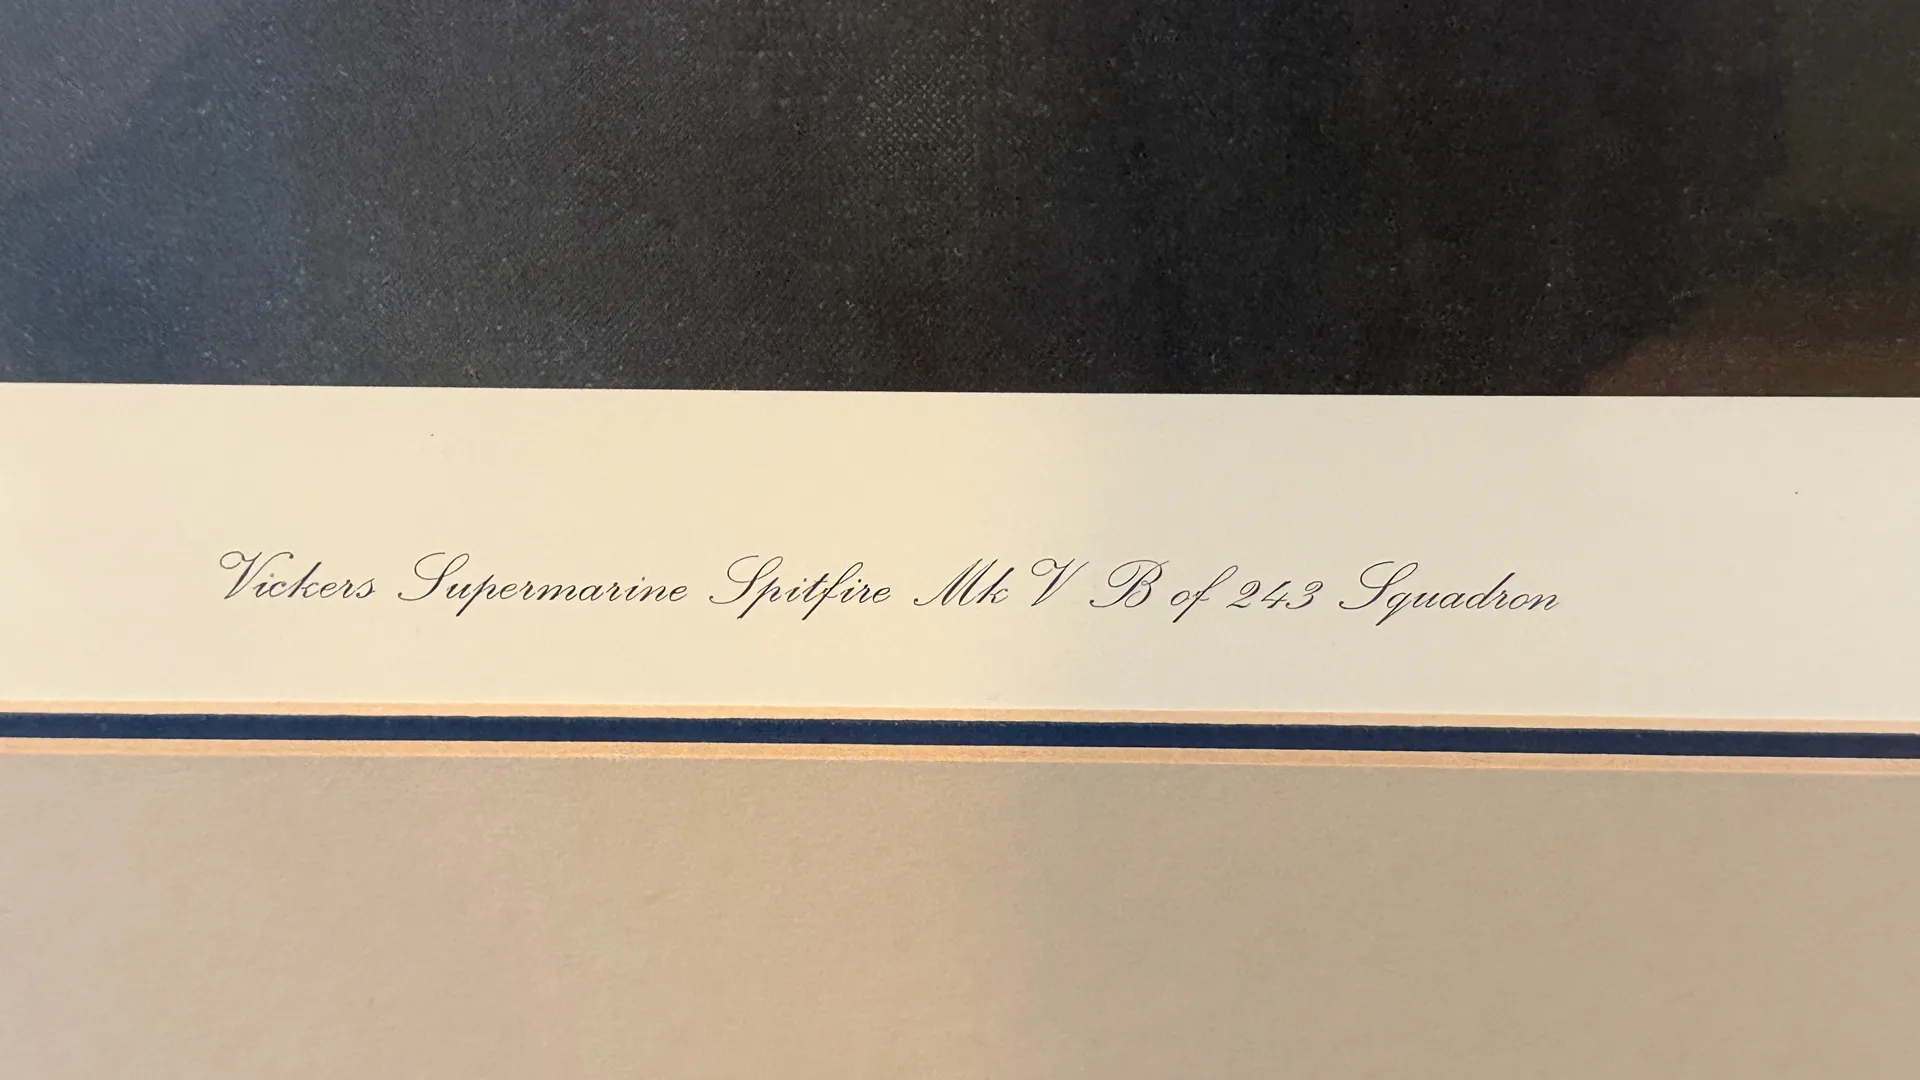 Vickers Supermarine Spitfire Mk V B of 243 Squadron